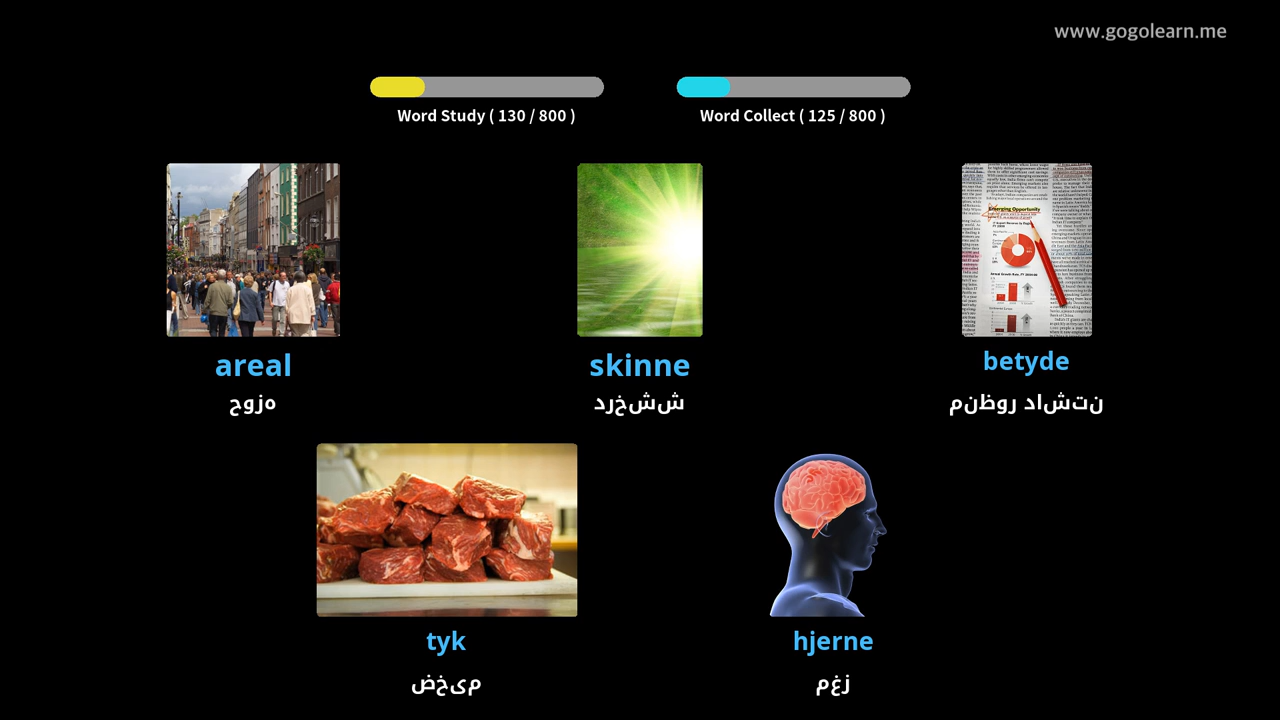 www.gogolearn.me
Word Study ( 130 / 800 )
Word Collect ( 125 / 800 )
areal
skinne
betyde
حوزه
درخشش
منظور داشتن
tyk
hjerne
ضخیم
مغز